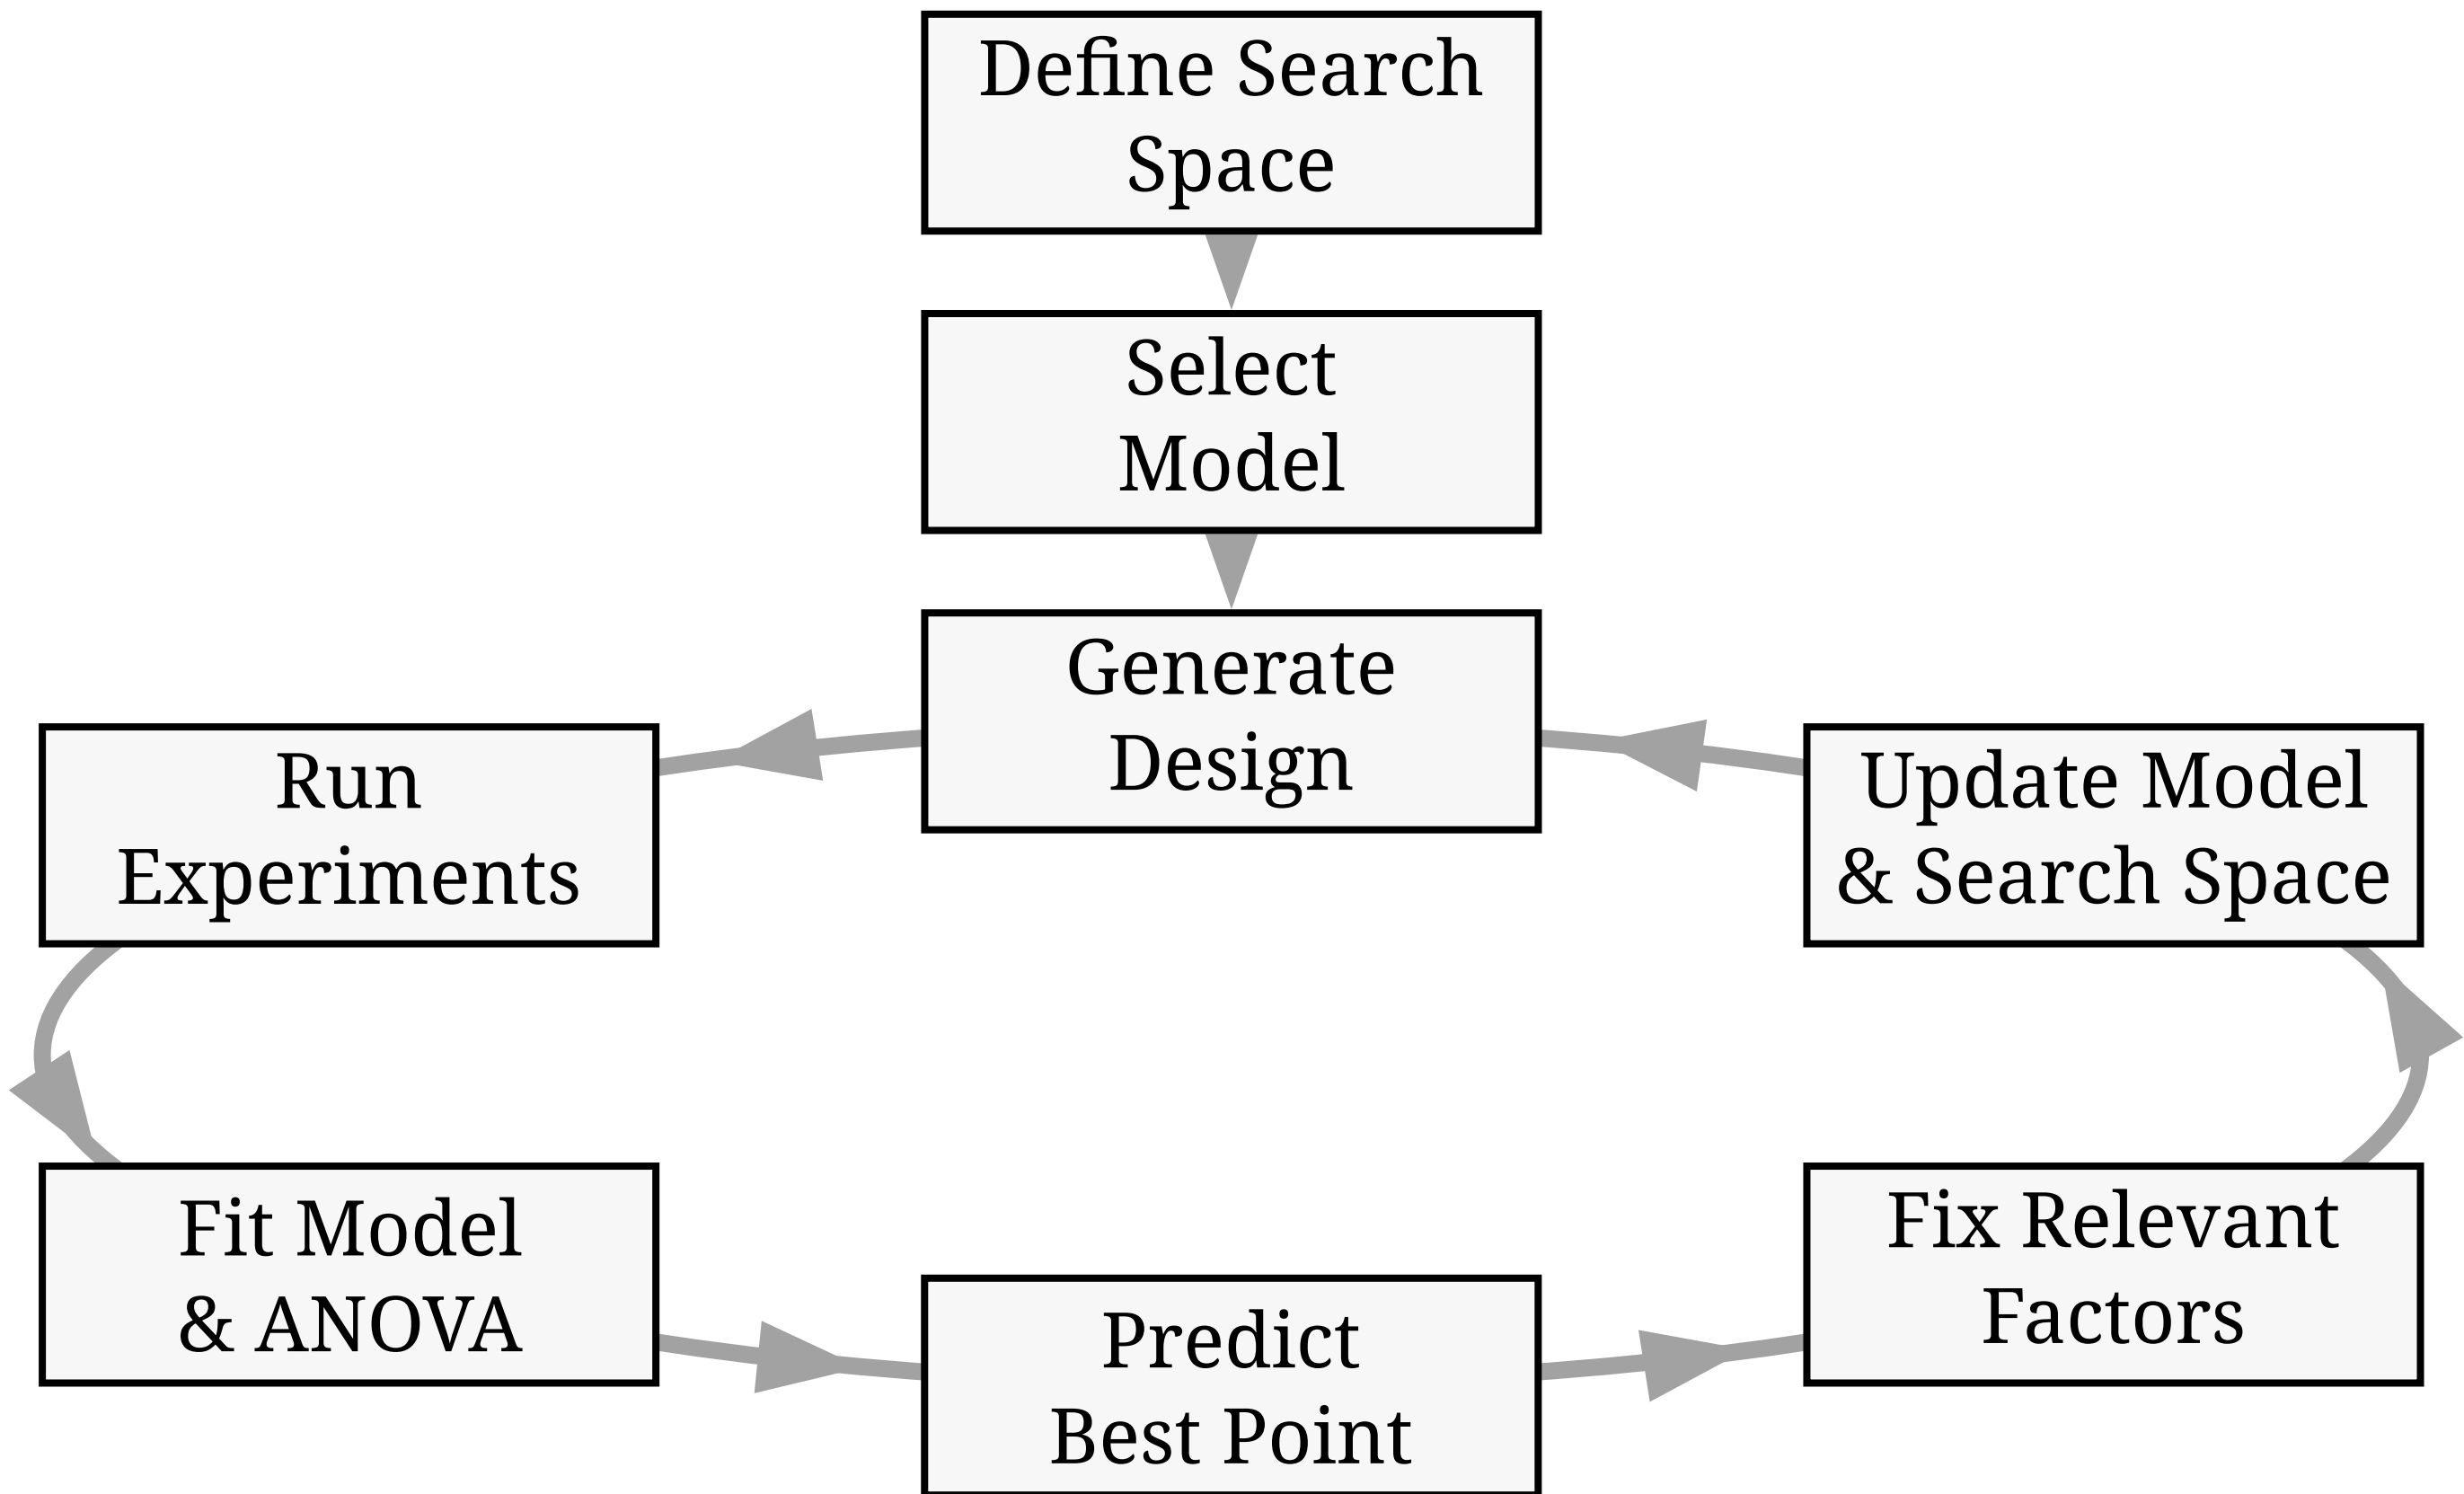 Define Search
Space
Select
Model
Generate
Design
Run
Experiments
Update Model
& Search Space
Fit Model
& ANOVA
Predict
Best Point
Fix Relevant
Factors